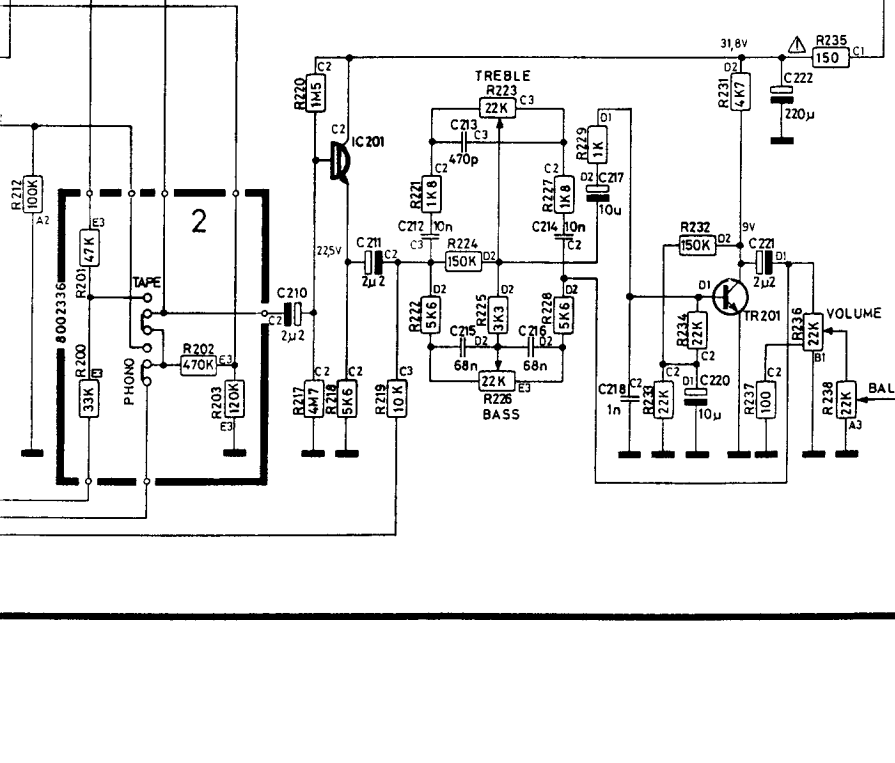 31,8V
R235
150
C1
C2
R220
1M5
TREBLE
R223
22K
C3
D2
R231
4K7
C222
220µ
C213
C3
470p
D1
R229
1K
C2
IC201
R212
100K
A2
2
C2
R221
1K8
C2
R227
1K8
D2
C217
10u
E3
R201
47K
C212
10n
C3
C214
10n
C2
9V
R232
150K
D2
C221
D1
2µ2
22,5V
C211
C2
2µ2
R224
150K
D2
8002336
TAPE
C210
C2
2µ2
D2
R222
5K6
D2
R225
3K3
D2
R228
5K6
D1
TR201
R234
22K
C2
R236
22K
B1
VOLUME
R200
E3
33K
PHONO
R202
470K
E3
R203
120K
E3
C215
D2
68n
C216
D2
68n
C2
R217
4M7
C2
R218
5K6
C3
R219
10K
22K
R226
E3
BASS
C218
1n
C2
R233
22K
D1
C220
10µ
C2
R237
100
R238
22K
A3
BAL